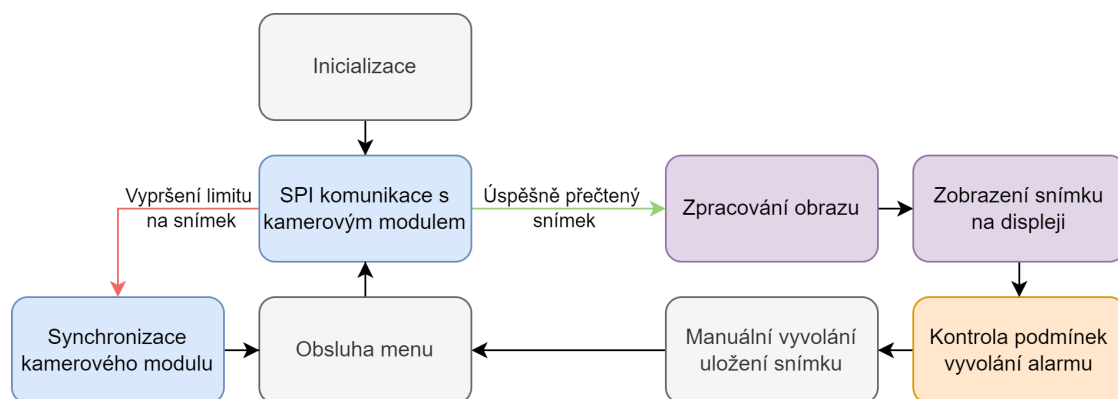 Inicializace
Vypršení limitu
na snímek
SPI komunikace s
kamerovým modulem
Úspěšně přečtený
snímek
Zpracování obrazu
Zobrazení snímku
na displeji
Synchronizace
kamerového modulu
Obsluha menu
Manuální vyvolání
uložení snímku
Kontrola podmínek
vyvolání alarmu